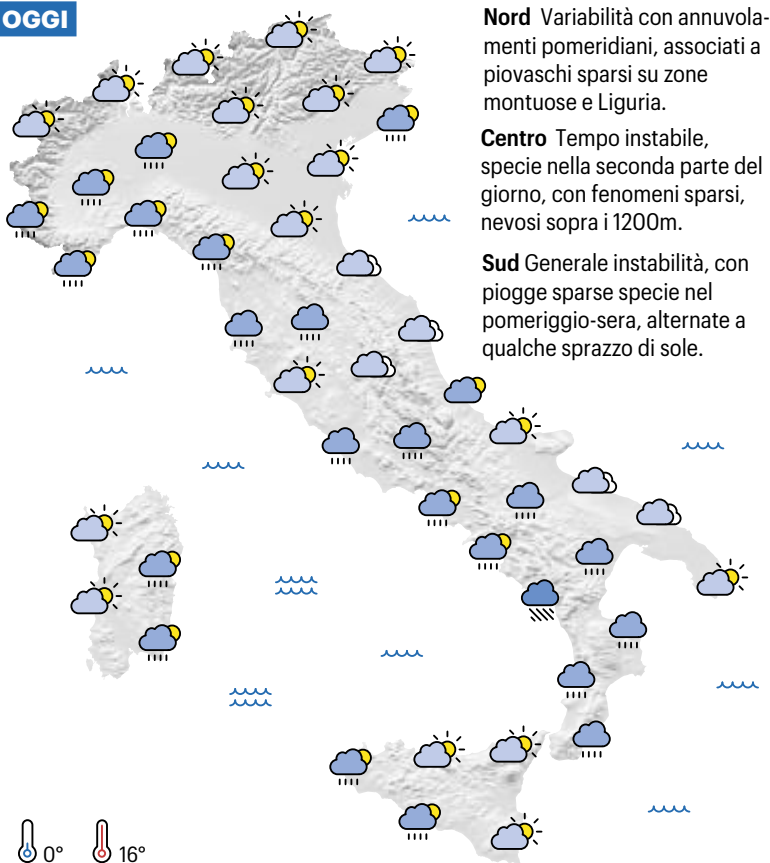 OGGI
Nord Variabilità con annuvola-
menti pomeridiani, associati a
piovaschi sparsi su zone
montuose e Liguria.
Centro Tempo instabile,
specie nella seconda parte del
giorno, con fenomeni sparsi,
nevosi sopra i 1200m.
Sud Generale instabilità, con
piogge sparse specie nel
pomeriggio-sera, alternate a
qualche sprazzo di sole.
0° 16°